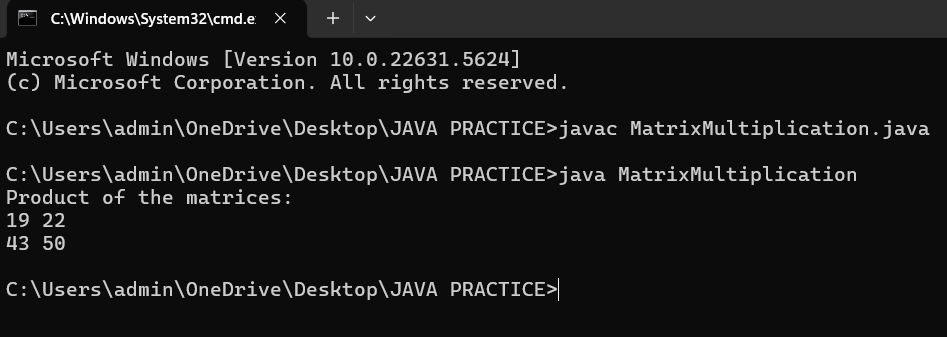 C:\Windows\System32\cmd.e:
Microsoft Windows [Version 10.0.22631.5624]
(c) Microsoft Corporation. All rights reserved.
C:\Users\admin\OneDrive\Desktop\JAVA PRACTICE>javac MatrixMultiplication.java
C:\Users\admin\OneDrive\Desktop\JAVA PRACTICE>java MatrixMultiplication
Product of the matrices:
19 22
43 50
C:\Users\admin\OneDrive\Desktop\JAVA PRACTICE>